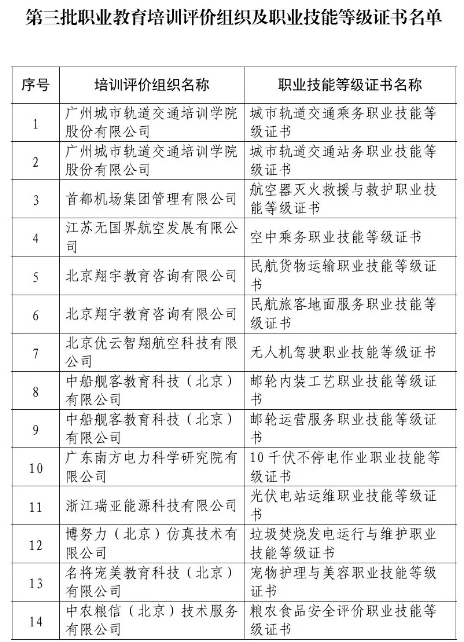 第三批职业教育培训评价组织及职业技能等级证书名单
序号 培训评价组织名称 职业技能等级证书名称
1 广州城市轨道交通培训学院 城市轨道交通乘务职业技能等
股份有限公司 级证书
2 广州城市轨道交通培训学院 城市轨道交通站务职业技能等
股份有限公司 级证书
3 首都机场集团管理有限公司 航空器灭火救援与救护职业技
能等级证书
4 江苏无国界航空发展有限公 空中乘务职业技能等级证书
司
5 北京翔宇教育咨询有限公司 民航货物运输职业技能等级证
书
6 北京翔宇教育咨询有限公司 民航旅客地面服务职业技能等
级证书
7 北京优云智翔航空科技有限 无人机驾驶职业技能等级证书
公司
8 中船舰客教育科技（北京） 邮轮内装工艺职业技能等级证
有限公司 书
9 中船舰客教育科技（北京） 邮轮运营服务职业技能等级证
有限公司 书
10 广东南方电力科学研究院有 10千伏不停电作业职业技能等
限公司 级证书
11 浙江瑞亚能源科技有限公司 光伏电站运维职业技能等级证
书
12 博努力（北京）仿真技术有 垃圾焚烧发电运行与维护职业
限公司 技能等级证书
13 名将宠美教育科技（北京） 宠物护理与美容职业技能等级
有限公司 证书
14 中农粮信（北京）技术服务 粮农食品安全评价职业技能等
有限公司 级证书